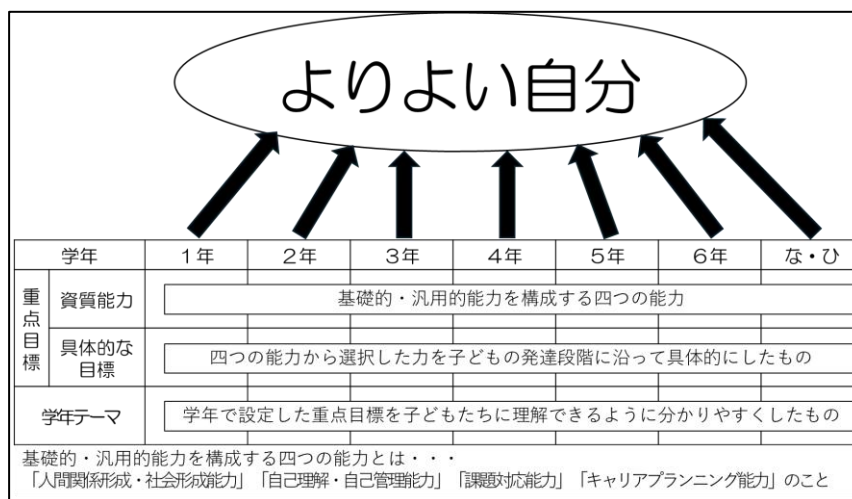 よりよい自分
学年 1年 2年 3年 4年 5年 6年 な・ひ
重点目標 資質能力 基礎的・汎用的能力を構成する四つの能力
具体的な目標 四つの能力から選択した力を子どもの発達段階に沿って具体的にしたもの
学年テーマ 学年で設定した重点目標を子どもたちに理解できるように分かりやすくしたもの
基礎的・汎用的能力を構成する四つの能力とは・・・
「人間関係形成・社会形成能力」「自己理解・自己管理能力」「課題対応能力」「キャリアプランニング能力」のこと